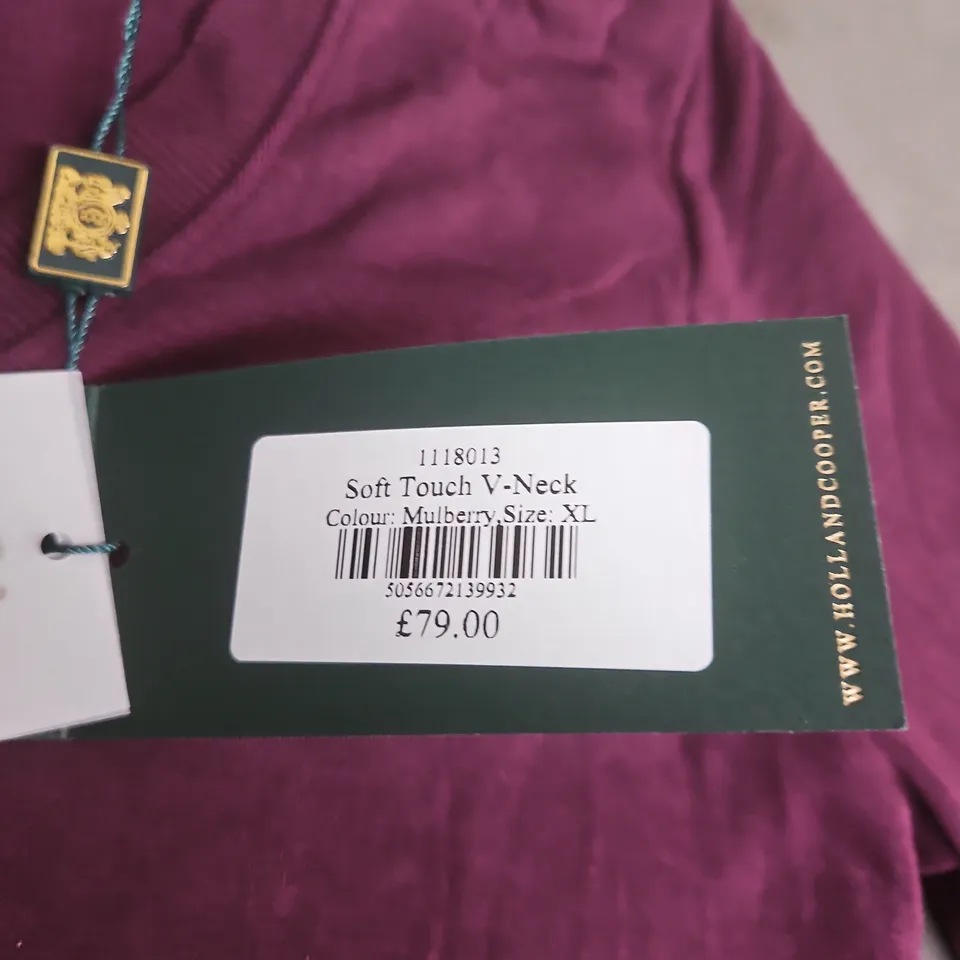 1118013
Soft Touch V-Neck
Colour: Mulberry,Size: XL
5056672139932
£79.00
WWW.HOLLANDCOOPER.COM